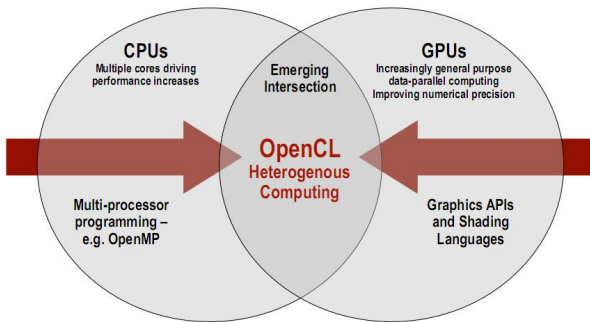 CPUs
Multiple cores driving
performance increases
Emerging
Intersection
GPUs
Increasingly general purpose
data-parallel computing
Improving numerical precision
OpenCL
Heterogenous
Computing
Multi-processor
programming –
e.g. OpenMP
Graphics APIs
and Shading
Languages